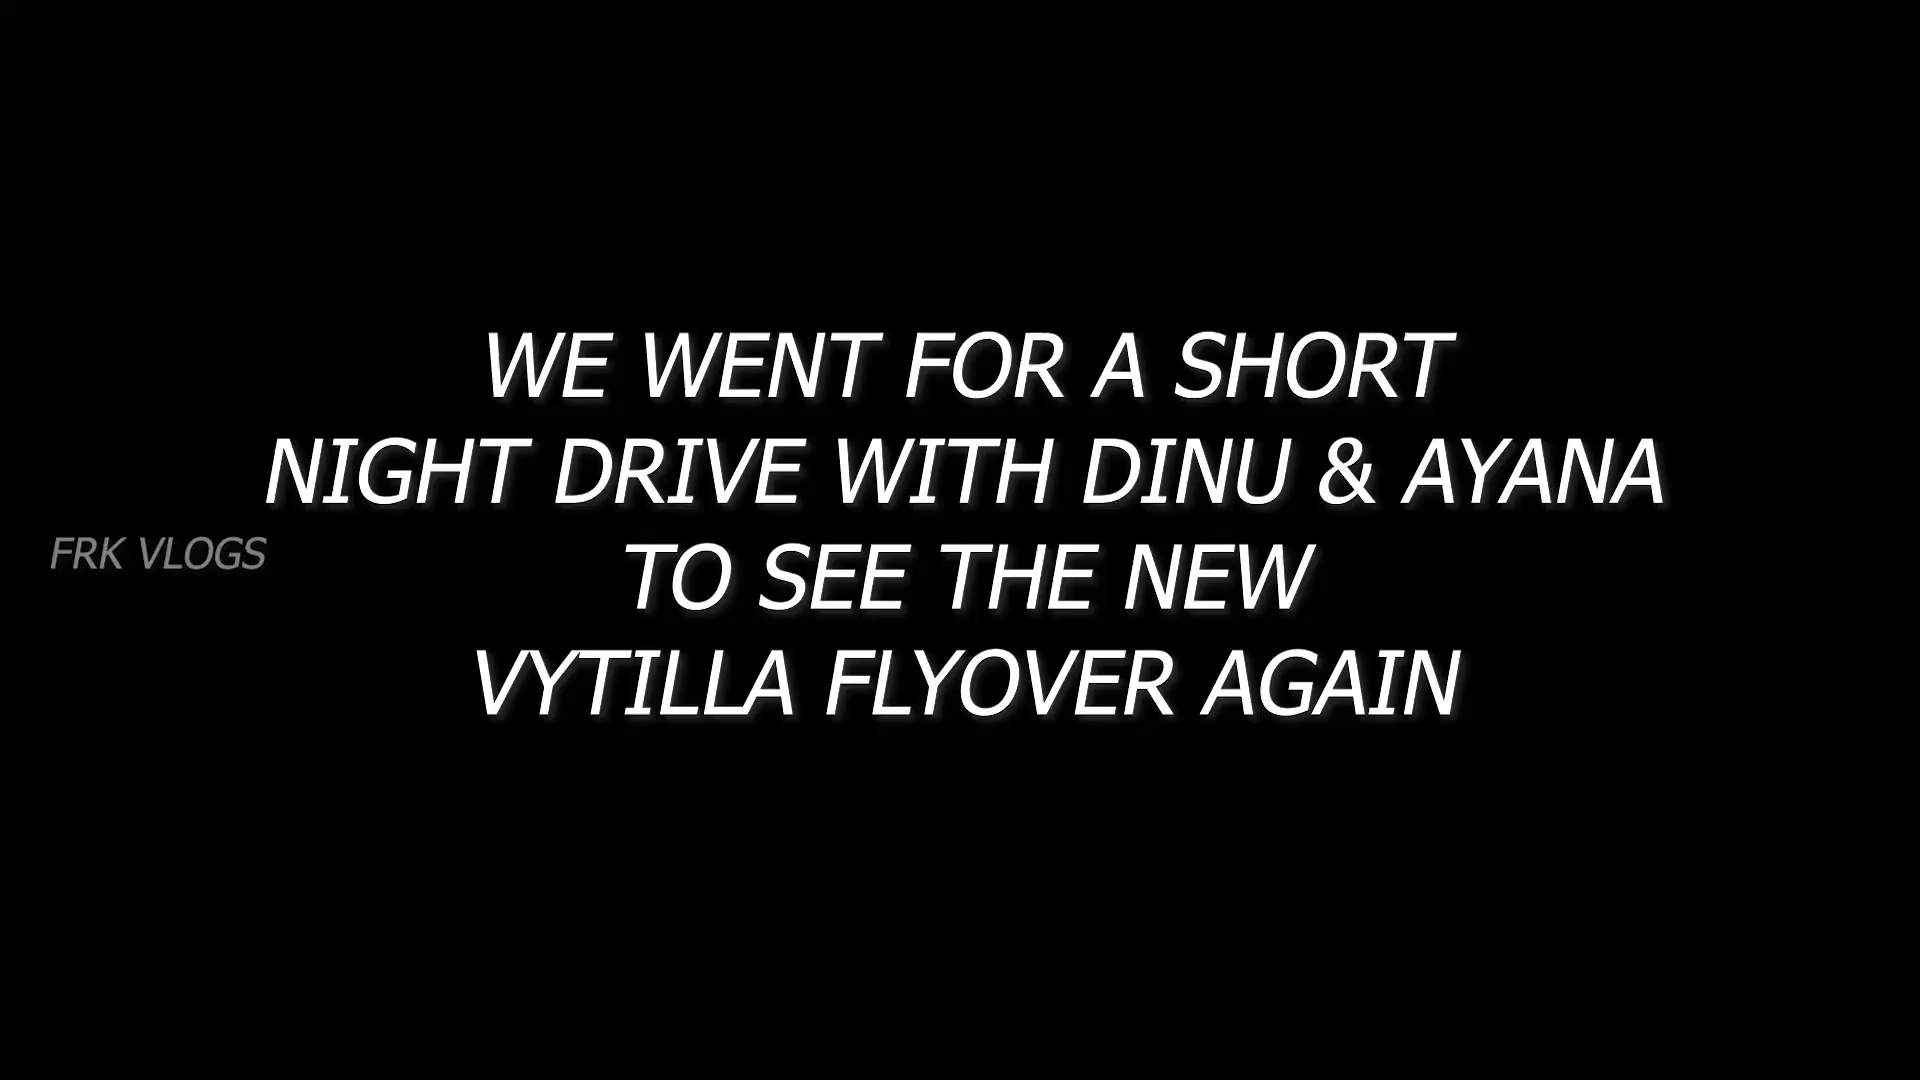 WE WENT FOR A SHORT
NIGHT DRIVE WITH DINU & AYANA
TO SEE THE NEW
VYTILLA FLYOVER AGAIN
FRK VLOGS